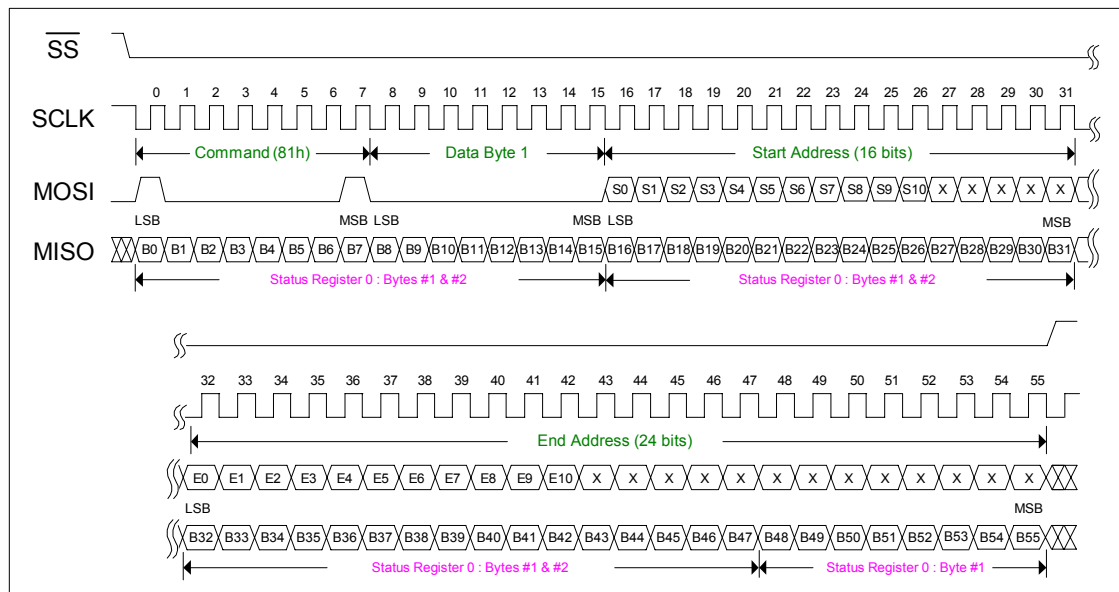 SS
0 1 2 3 4 5 6 7 8 9 10 11 12 13 14 15 16 17 18 19 20 21 22 23 24 25 26 27 28 29 30 31
SCLK
Command (81h) Data Byte 1 Start Address (16 bits)
MOSI S0 S1 S2 S3 S4 S5 S6 S7 S8 S9 S10 X X X X X
LSB MSB LSB MSB LSB MSB
MISO B0 B1 B2 B3 B4 B5 B6 B7 B8 B9 B10 B11 B12 B13 B14 B15 B16 B17 B18 B19 B20 B21 B22 B23 B24 B25 B26 B27 B28 B29 B30 B31
Status Register 0 : Bytes #1 & #2 Status Register 0 : Bytes #1 & #2
32 33 34 35 36 37 38 39 40 41 42 43 44 45 46 47 48 49 50 51 52 53 54 55
End Address (24 bits)
E0 E1 E2 E3 E4 E5 E6 E7 E8 E9 E10 X X X X X X X X X X X X X
LSB MSB
B32 B33 B34 B35 B36 B37 B38 B39 B40 B41 B42 B43 B44 B45 B46 B47 B48 B49 B50 B51 B52 B53 B54 B55
Status Register 0 : Bytes #1 & #2 Status Register 0 : Byte #1